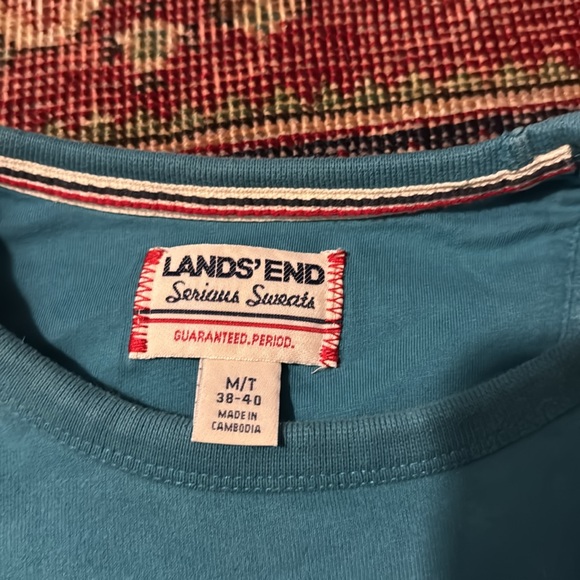 LANDS' END
Serious Sweats
GUARANTEED. PERIOD.
M/T
38-40
MADE IN
CAMBODIA